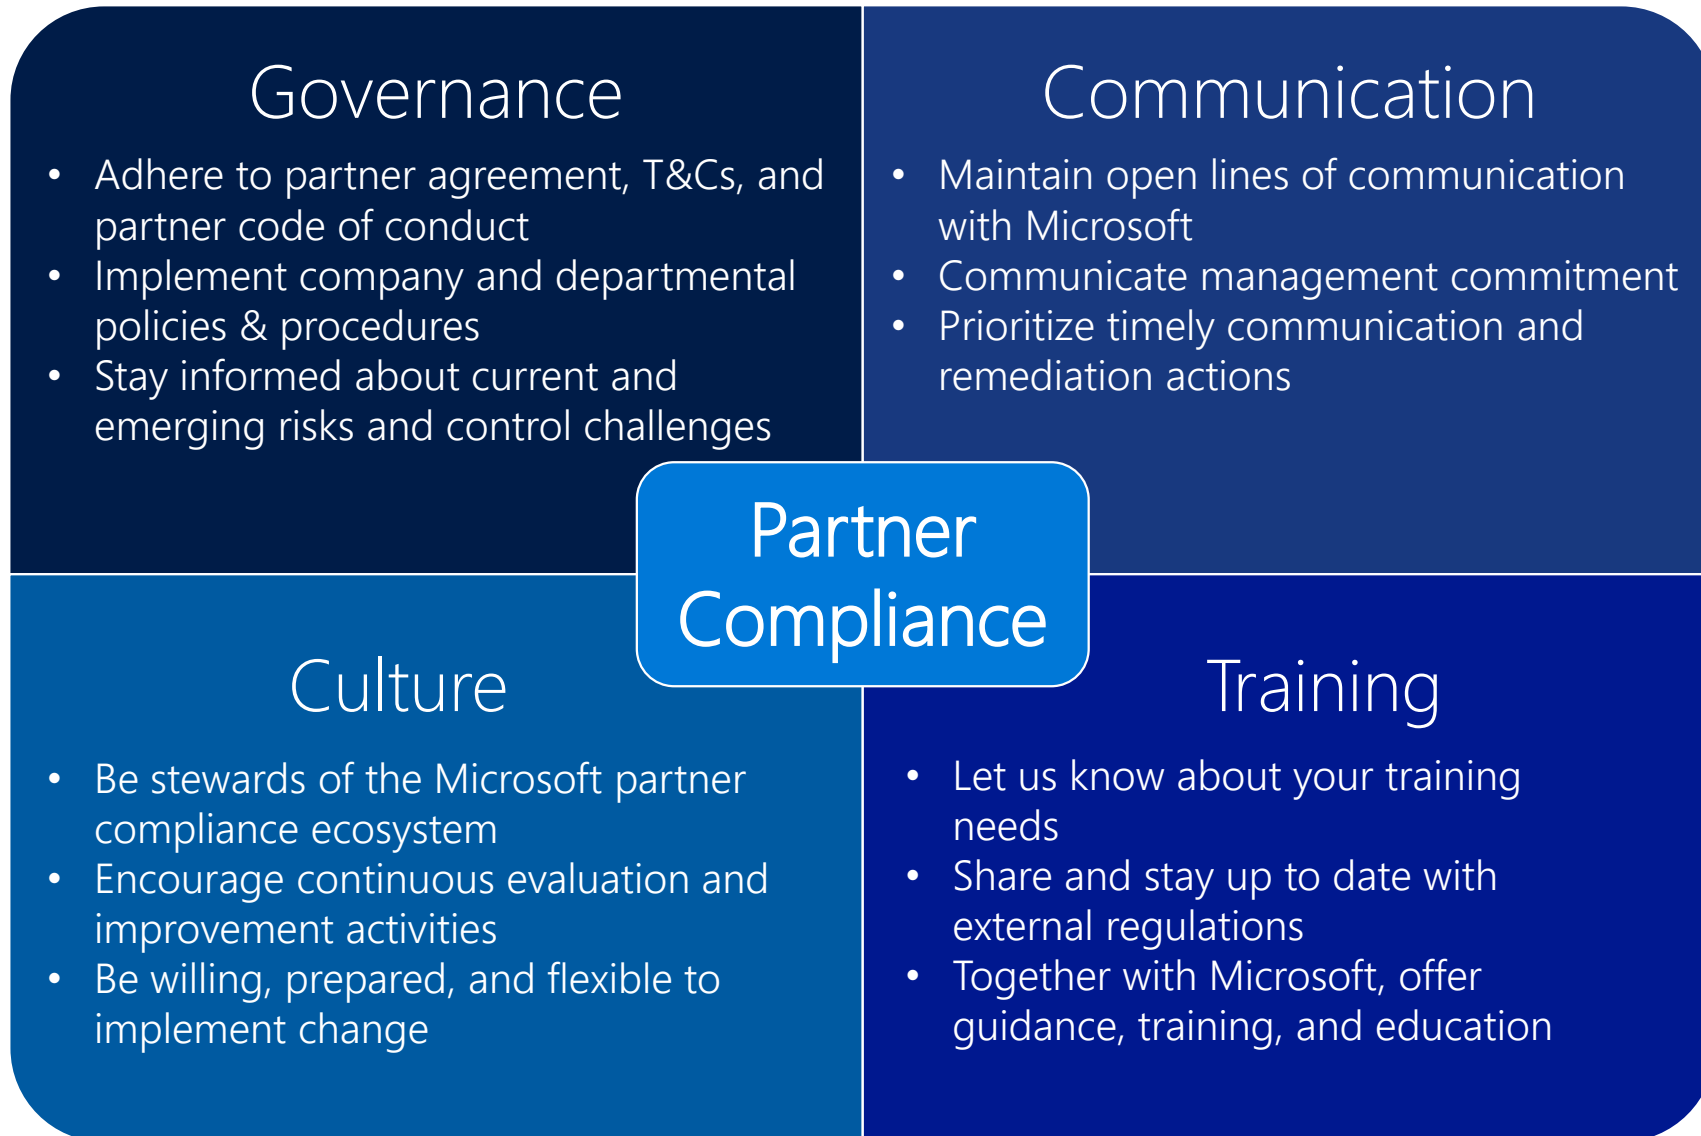 Governance
• Adhere to partner agreement, T&Cs, and
partner code of conduct
• Implement company and departmental
policies & procedures
• Stay informed about current and
emerging risks and control challenges
Communication
• Maintain open lines of communication
with Microsoft
• Communicate management commitment
• Prioritize timely communication and
remediation actions
Partner
Compliance
Culture
• Be stewards of the Microsoft partner
compliance ecosystem
• Encourage continuous evaluation and
improvement activities
• Be willing, prepared, and flexible to
implement change
Training
• Let us know about your training
needs
• Share and stay up to date with
external regulations
• Together with Microsoft, offer
guidance, training, and education